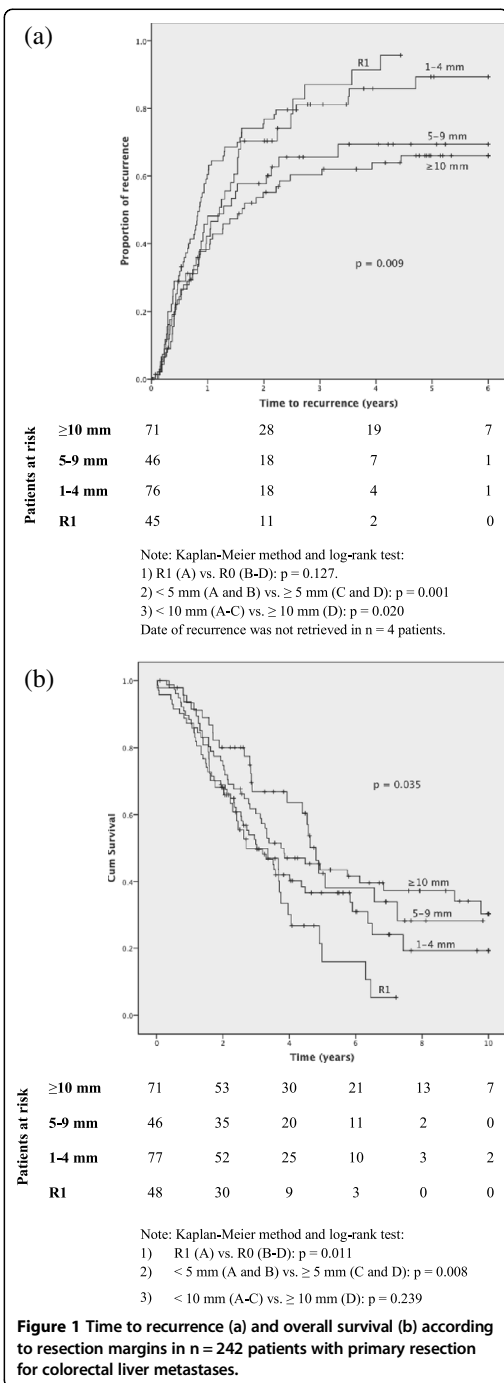 (a)
1.0
0.8
0.6
0.4
0.2
0.0
Proportion of recurrence
R1
1-4 mm
5-9 mm
≥10 mm
p = 0.009
0 1 2 3 4 5 6
Time to recurrence (years)
Patients at risk
≥10 mm 71 28 19 7
5-9 mm 46 18 7 1
1-4 mm 76 18 4 1
R1 45 11 2 0
Note: Kaplan-Meier method and log-rank test:
1) R1 (A) vs. R0 (B-D): p = 0.127.
2) < 5 mm (A and B) vs. ≥ 5 mm (C and D): p = 0.001
3) < 10 mm (A-C) vs. ≥ 10 mm (D): p = 0.020
Date of recurrence was not retrieved in n = 4 patients.
(b)
1.0
0.8
0.6
0.4
0.2
0.0
Cum Survival
p = 0.035
≥10 mm
5-9 mm
1-4 mm
R1
0 2 4 6 8 10
Time (years)
Patients at risk
≥10 mm 71 53 30 21 13 7
5-9 mm 46 35 20 11 2 0
1-4 mm 77 52 25 10 3 2
R1 48 30 9 3 0 0
Note: Kaplan-Meier method and log-rank test:
1) R1 (A) vs. R0 (B-D): p = 0.011
2) < 5 mm (A and B) vs. ≥ 5 mm (C and D): p = 0.008
3) < 10 mm (A-C) vs. ≥ 10 mm (D): p = 0.239
Figure 1 Time to recurrence (a) and overall survival (b) according
to resection margins in n = 242 patients with primary resection
for colorectal liver metastases.